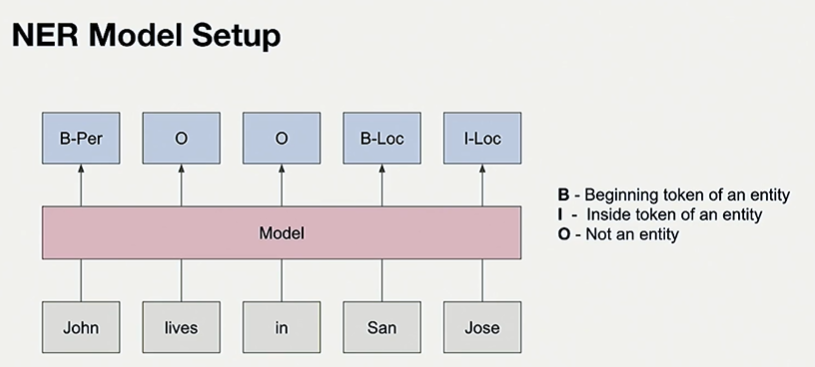 NER Model Setup
B-Per O O B-Loc I-Loc
B - Beginning token of an entity
I - Inside token of an entity
O - Not an entity
Model
John lives in San Jose